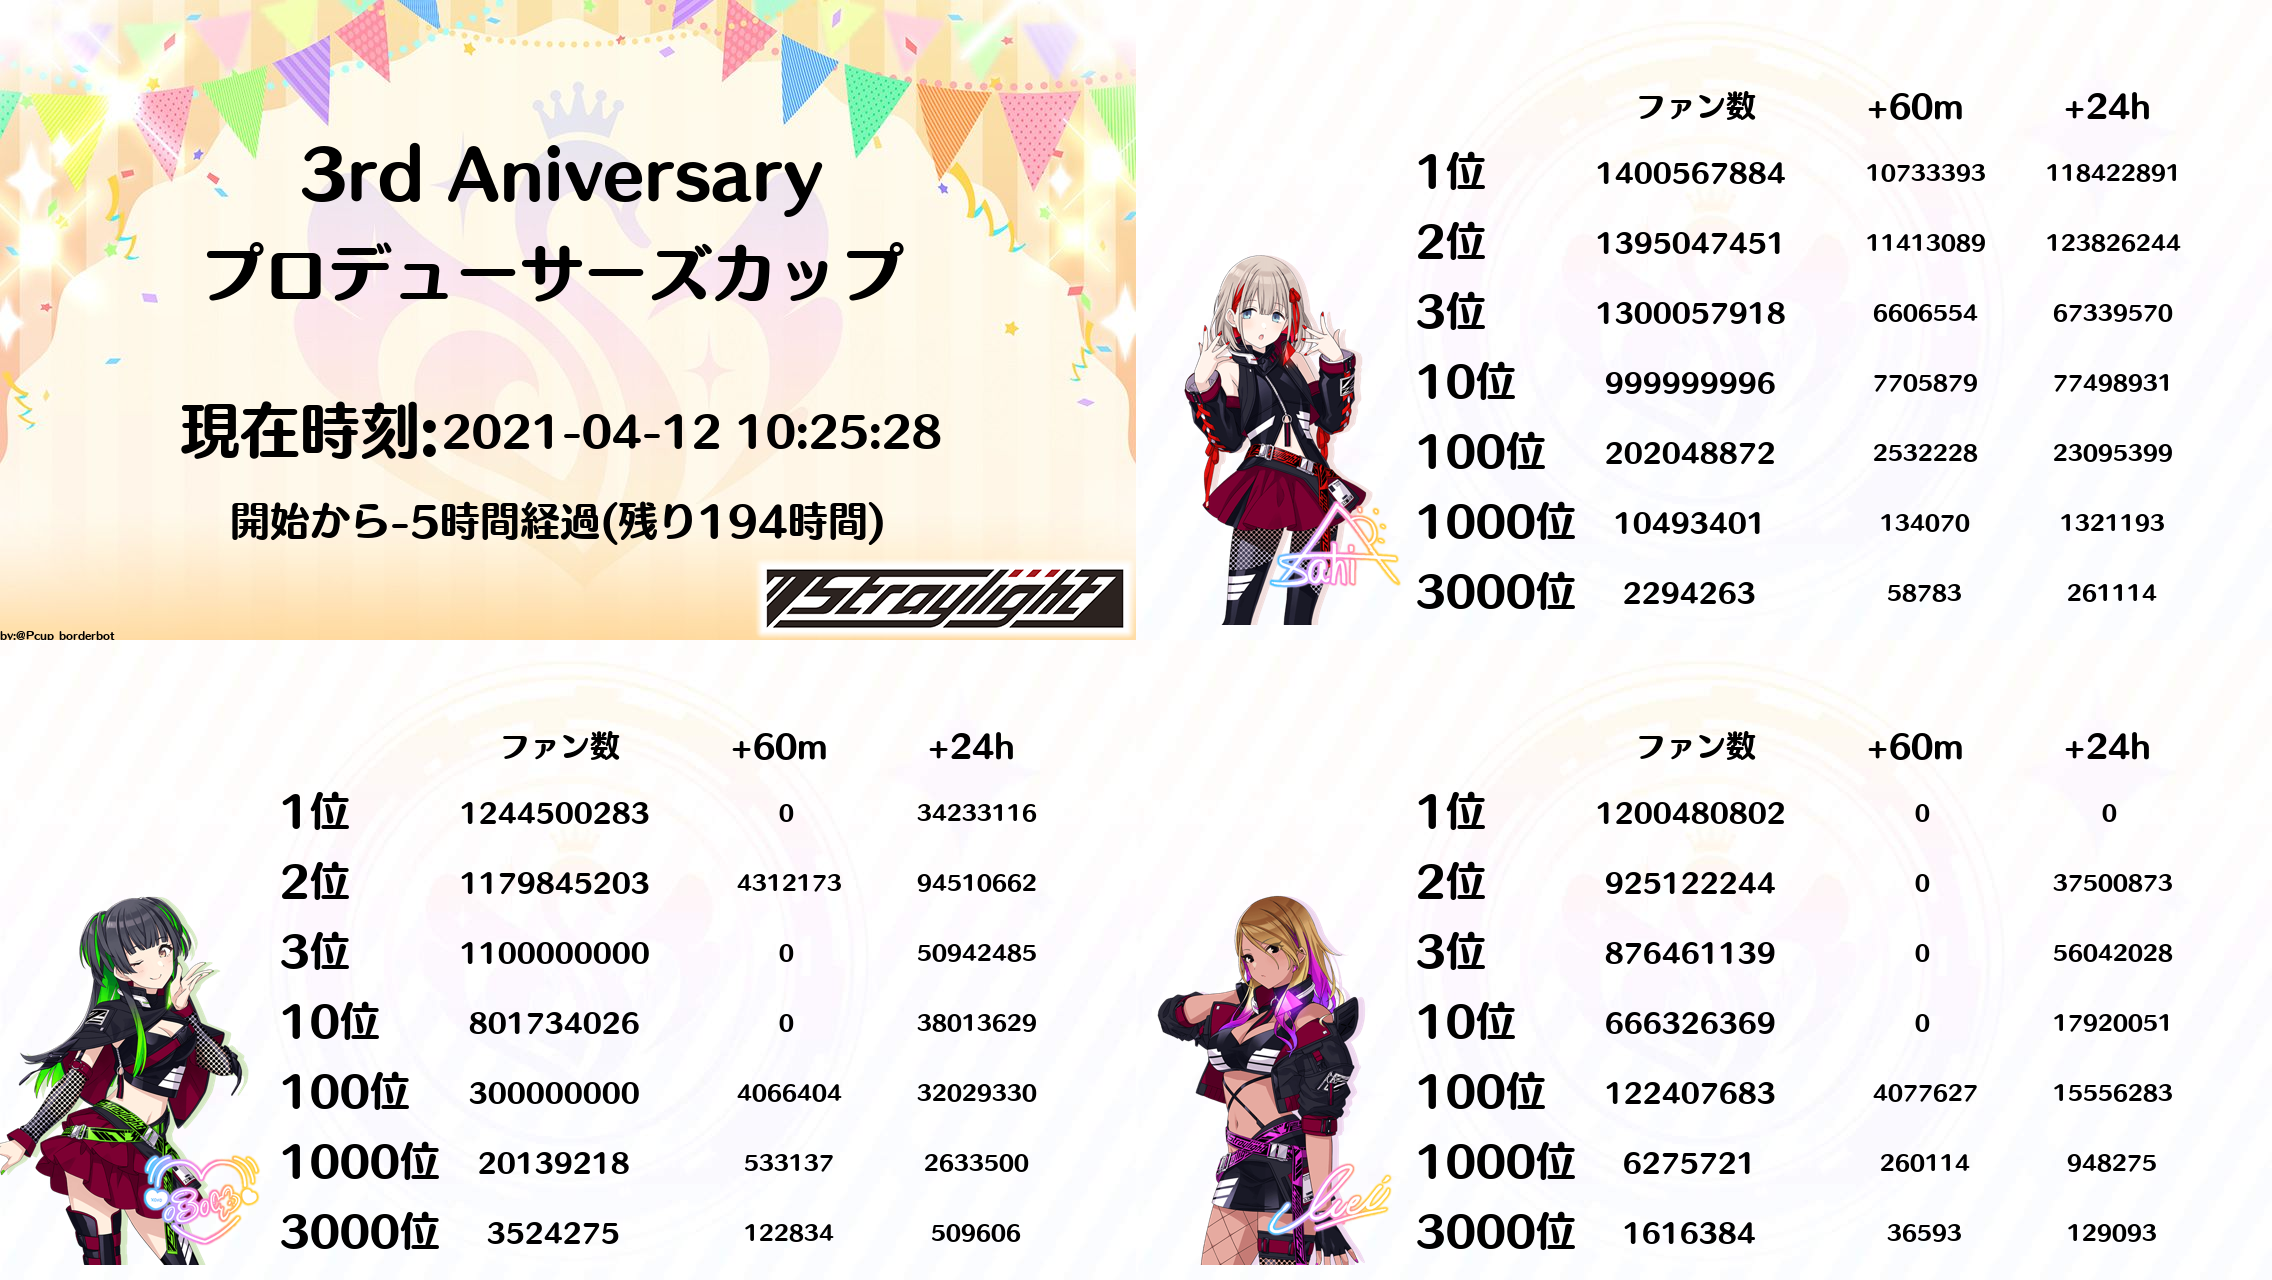 3rd Aniversary
プロデューサーズカップ
現在時刻:2021-04-12 10:25:28
開始から-5時間経過(残り194時間)
Straylight
by:@Pcup_borderbot
ファン数 +60m +24h
1位 1400567884 10733393 118422891
2位 1395047451 11413089 123826244
3位 1300057918 6606554 67339570
10位 999999996 7705879 77498931
100位 202048872 2532228 23095399
1000位 10493401 134070 1321193
3000位 2294263 58783 261114
Asahi
ファン数 +60m +24h
1位 1244500283 0 34233116
2位 1179845203 4312173 94510662
3位 1100000000 0 50942485
10位 801734026 0 38013629
100位 300000000 4066404 32029330
1000位 20139218 533137 2633500
3000位 3524275 122834 509606
ファン数 +60m +24h
1位 1200480802 0 0
2位 925122244 0 37500873
3位 876461139 0 56042028
10位 666326369 0 17920051
100位 122407683 4077627 15556283
1000位 6275721 260114 948275
3000位 1616384 36593 129093